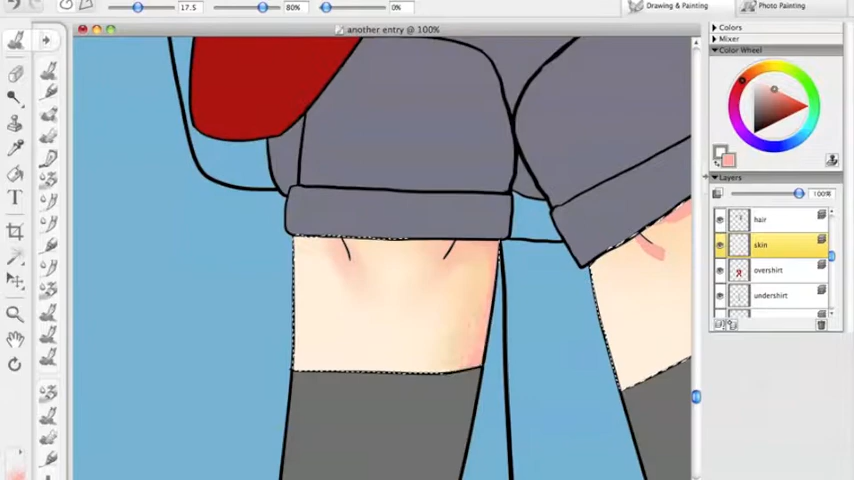 17.5
80%
0%
Drawing & Painting
Photo Painting
another entry @ 100%
Colors
Mixer
Color Wheel
Layers
100%
hair
skin
overshirt
undershirt
T